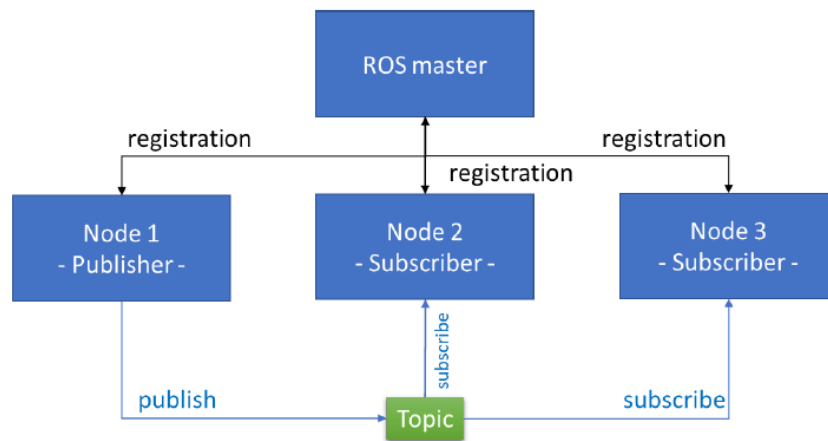 ROS master
registration
registration
registration
Node 1
- Publisher -
Node 2
- Subscriber -
Node 3
- Subscriber -
subscribe
publish
Topic
subscribe